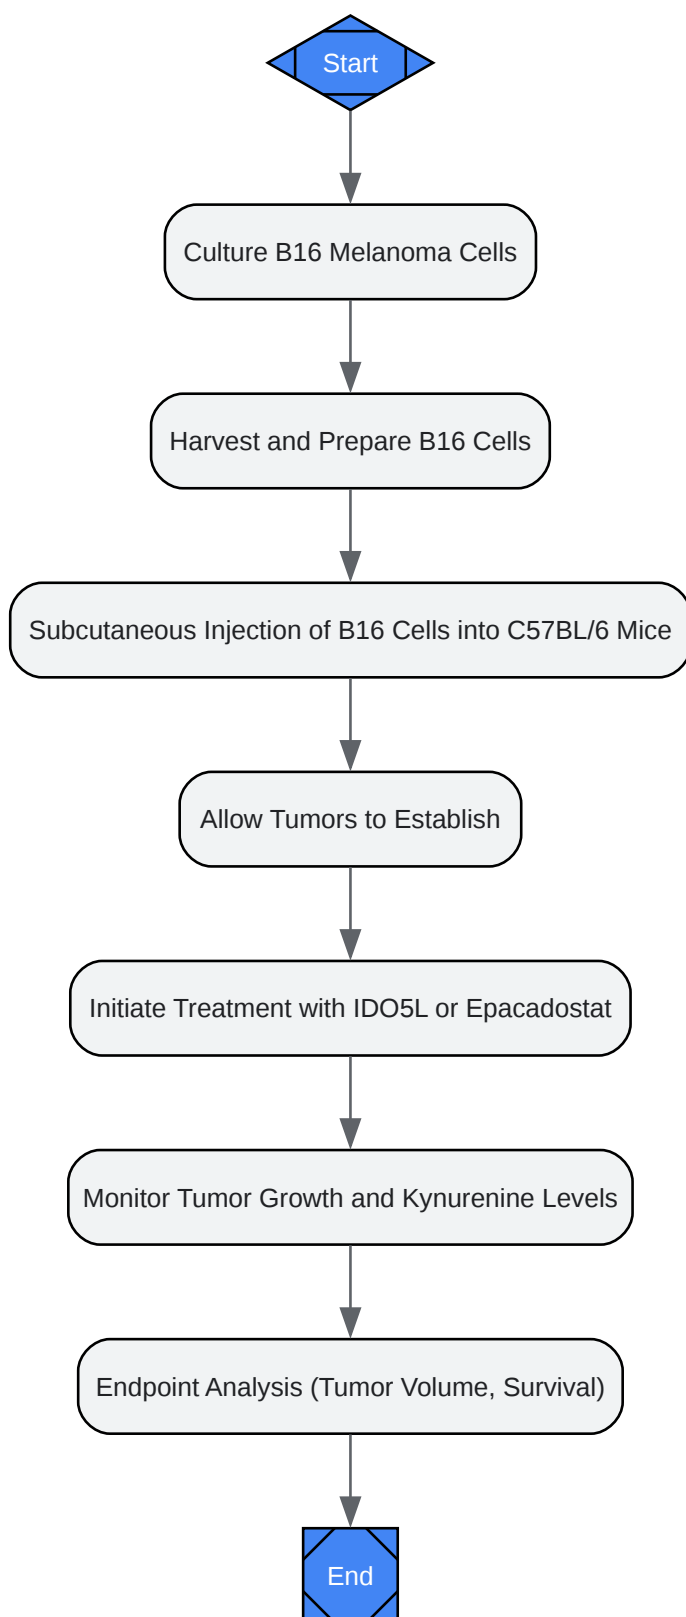 Start
Culture B16 Melanoma Cells
Harvest and Prepare B16 Cells
Subcutaneous Injection of B16 Cells into C57BL/6 Mice
Allow Tumors to Establish
Initiate Treatment with IDO5L or Epacadostat
Monitor Tumor Growth and Kynurenine Levels
Endpoint Analysis (Tumor Volume, Survival)
End